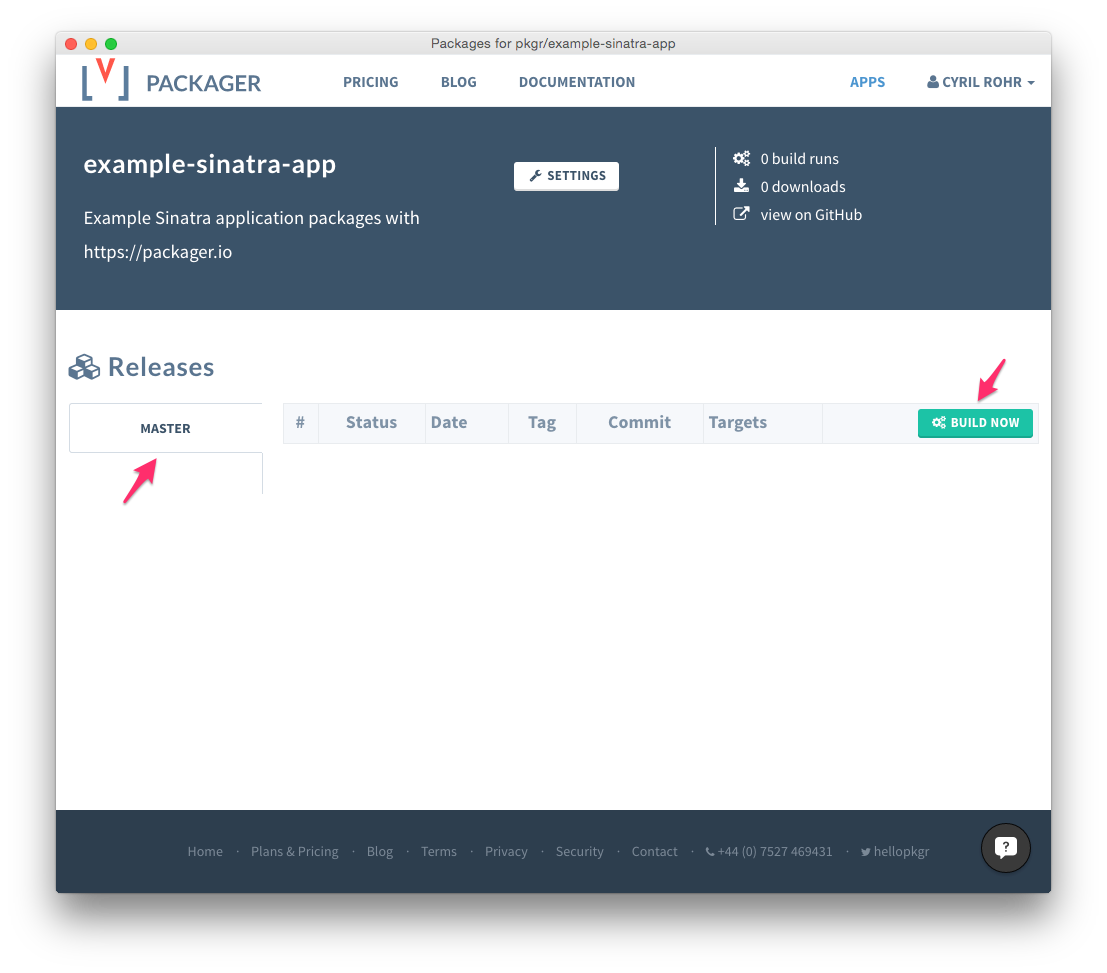 Packages for pkgr/example-sinatra-app
PACKAGER
PRICING
BLOG
DOCUMENTATION
APPS
CYRIL ROHR
example-sinatra-app
SETTINGS
Example Sinatra application packages with
https://packager.io
0 build runs
0 downloads
view on GitHub
Releases
MASTER
# Status Date Tag Commit Targets
BUILD NOW
Home · Plans & Pricing · Blog · Terms · Privacy · Security · Contact · +44 (0) 7527 469431 · hellopkgr
?